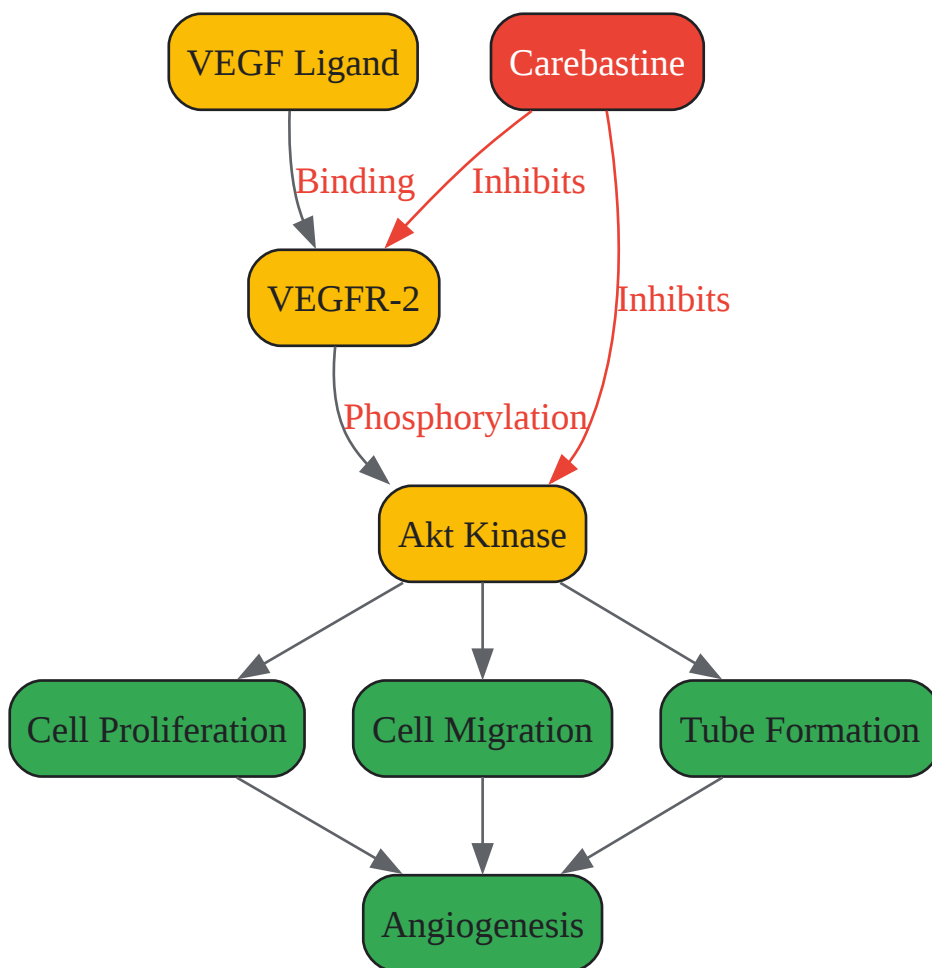 VEGF Ligand
Carebastine
Binding
Inhibits
VEGFR-2
Inhibits
Phosphorylation
Akt Kinase
Cell Proliferation
Cell Migration
Tube Formation
Angiogenesis